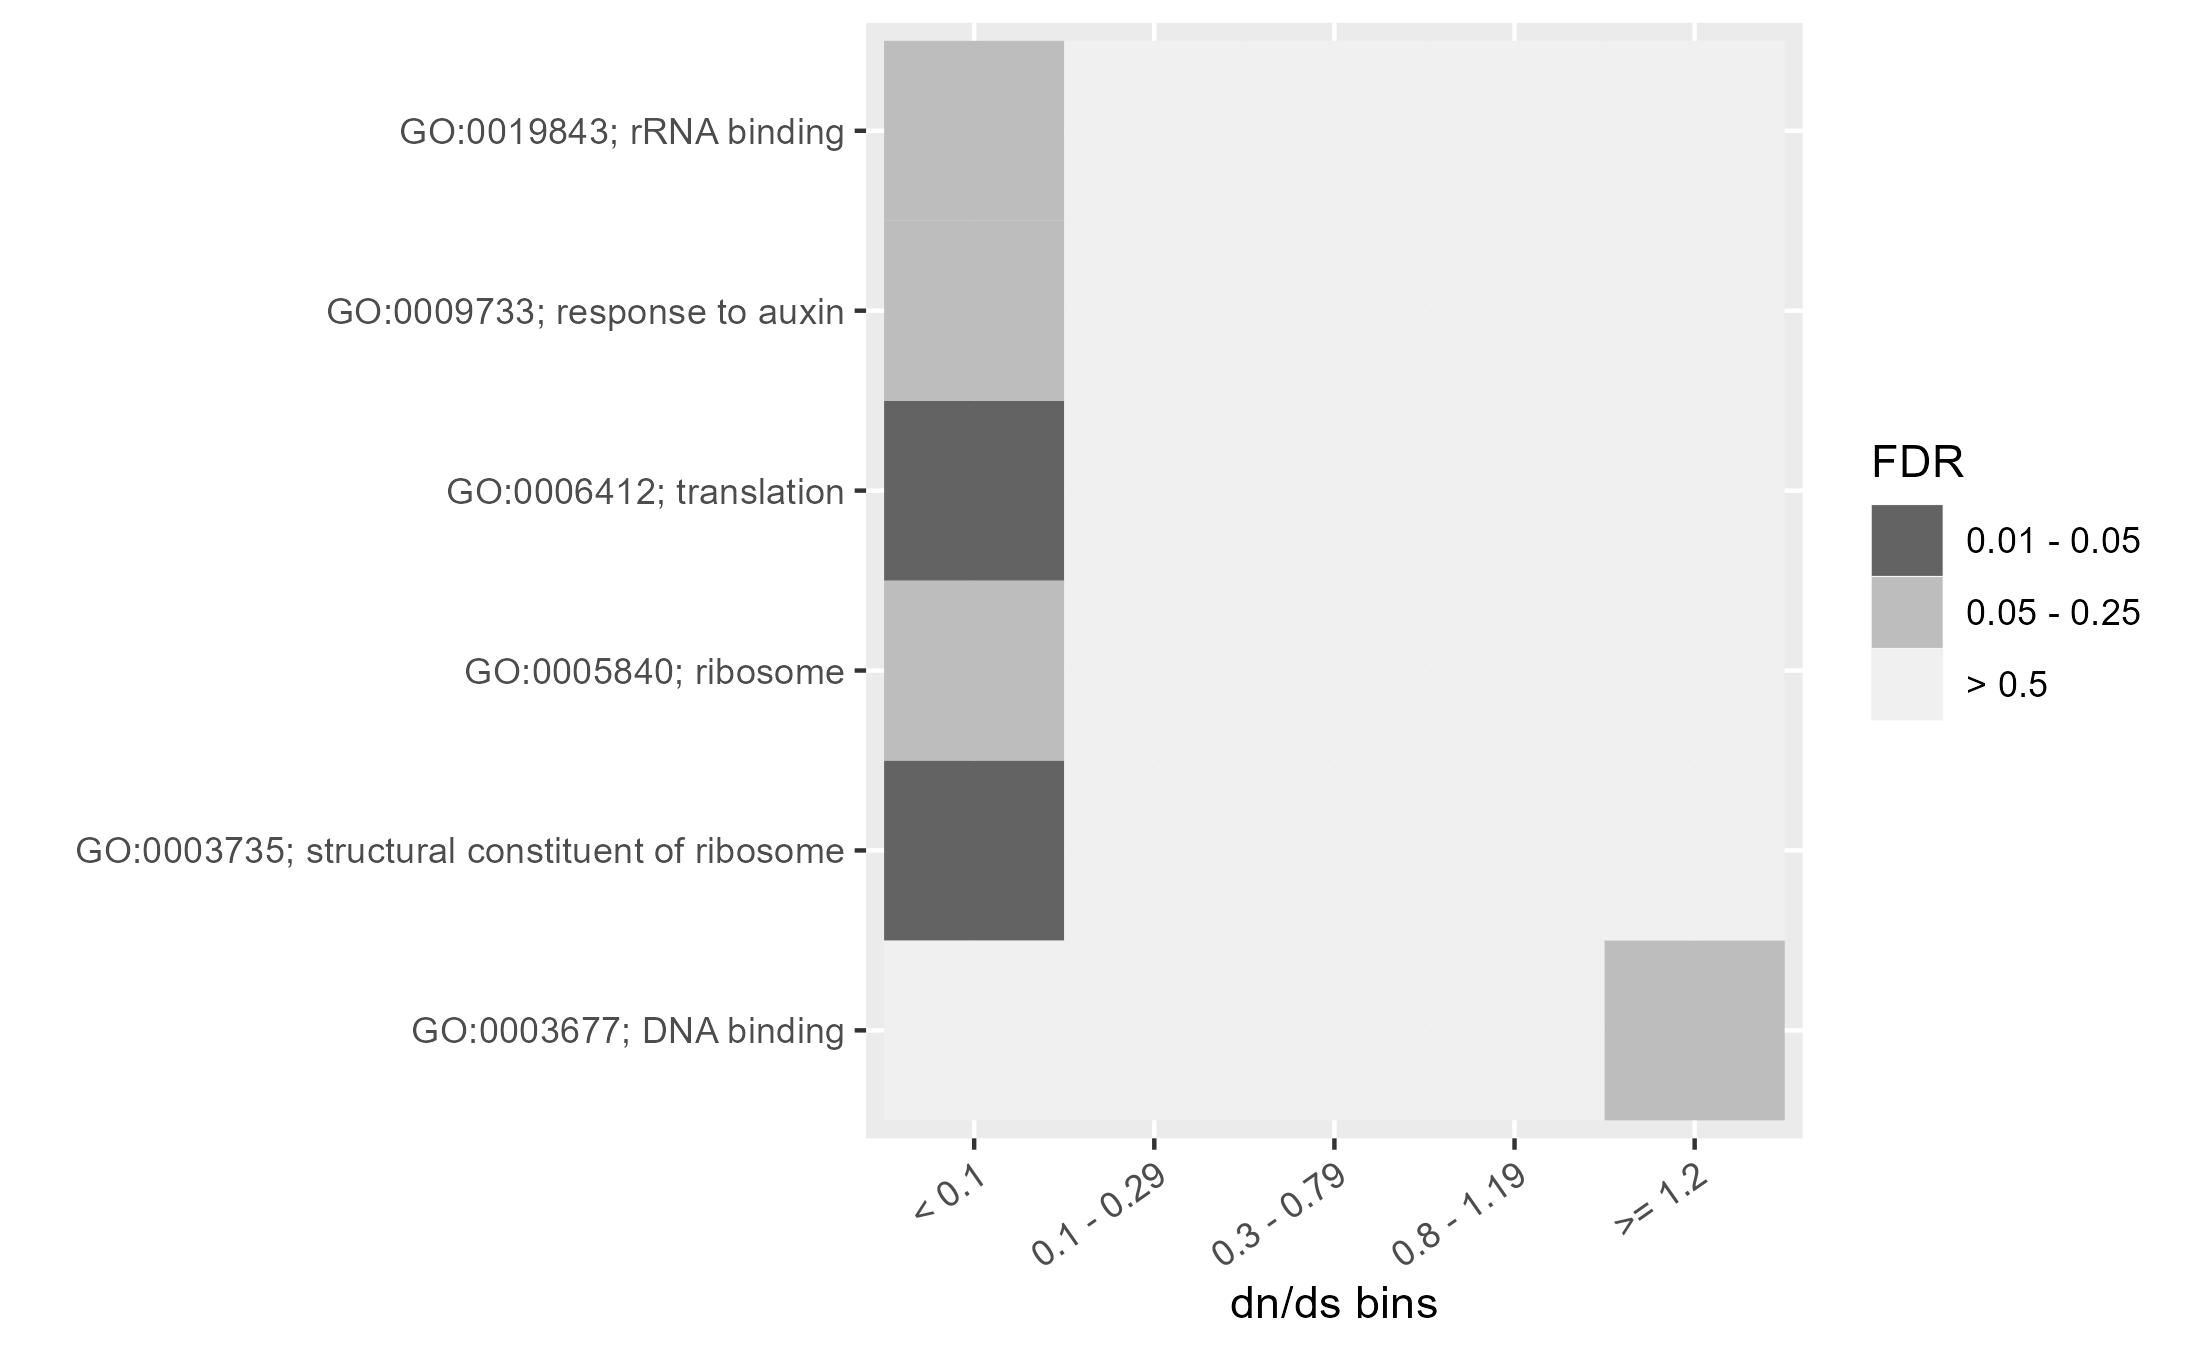 GO:0019843; rRNA binding
GO:0009733; response to auxin
GO:0006412; translation
GO:0005840; ribosome
GO:0003735; structural constituent of ribosome
GO:0003677; DNA binding
< 0.1
0.1 - 0.29
0.3 - 0.79
0.8 - 1.19
>= 1.2
dn/ds bins
FDR
0.01 - 0.05
0.05 - 0.25
> 0.5